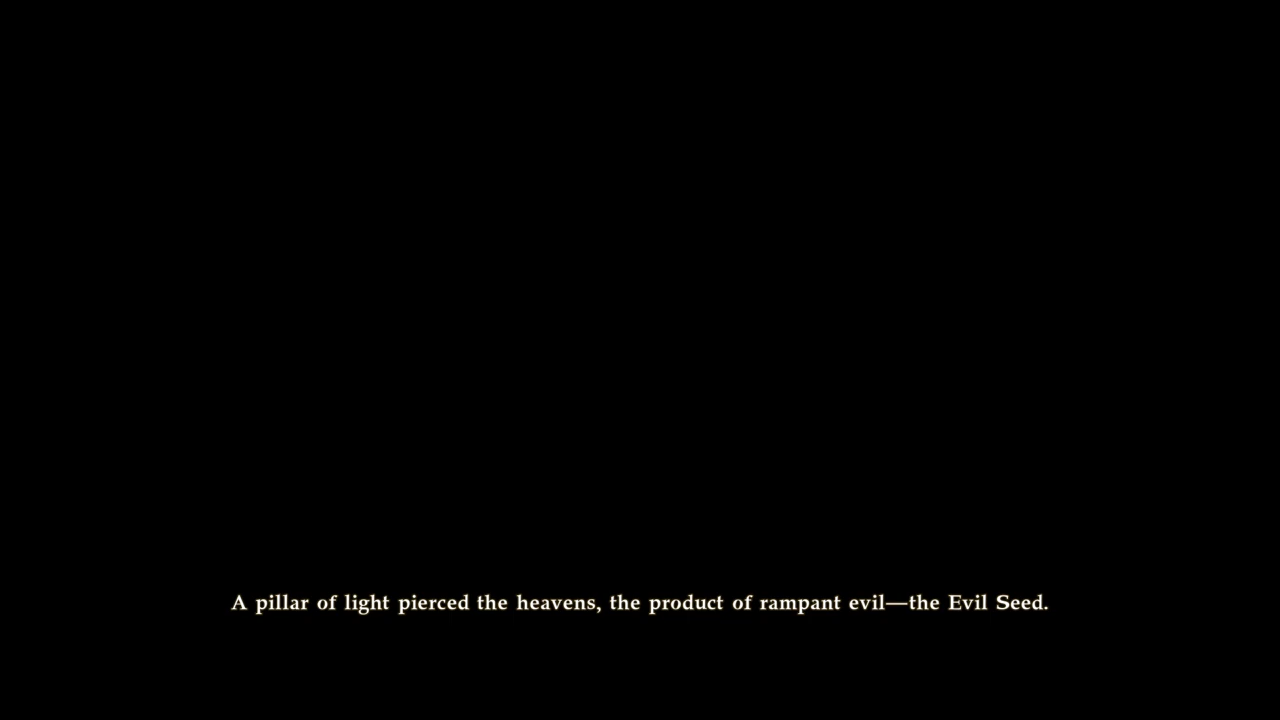 A pillar of light pierced the heavens, the product of rampant evil—the Evil Seed.